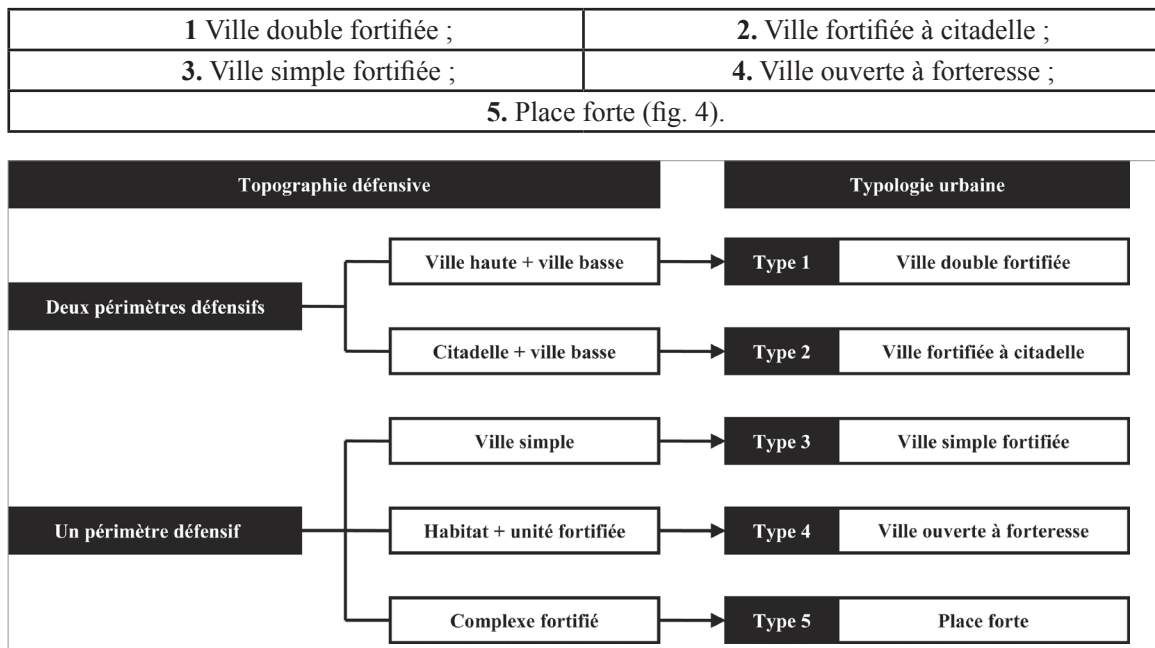 1 Ville double fortifiée ;
2. Ville fortifiée à citadelle ;
3. Ville simple fortifiée ;
4. Ville ouverte à forteresse ;
5. Place forte (fig. 4).
Topographie défensive
Typologie urbaine
Deux périmètres défensifs
Ville haute + ville basse
Type 1
Ville double fortifiée
Citadelle + ville basse
Type 2
Ville fortifiée à citadelle
Un périmètre défensif
Ville simple
Type 3
Ville simple fortifiée
Habitat + unité fortifiée
Type 4
Ville ouverte à forteresse
Complexe fortifié
Type 5
Place forte